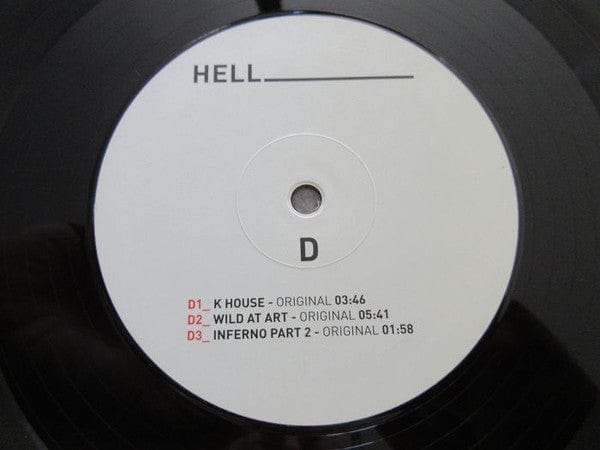 HELL
D
D1_ K HOUSE - ORIGINAL 03:46
D2_ WILD AT ART - ORIGINAL 05:41
D3_ INFERNO PART 2 - ORIGINAL 01:58